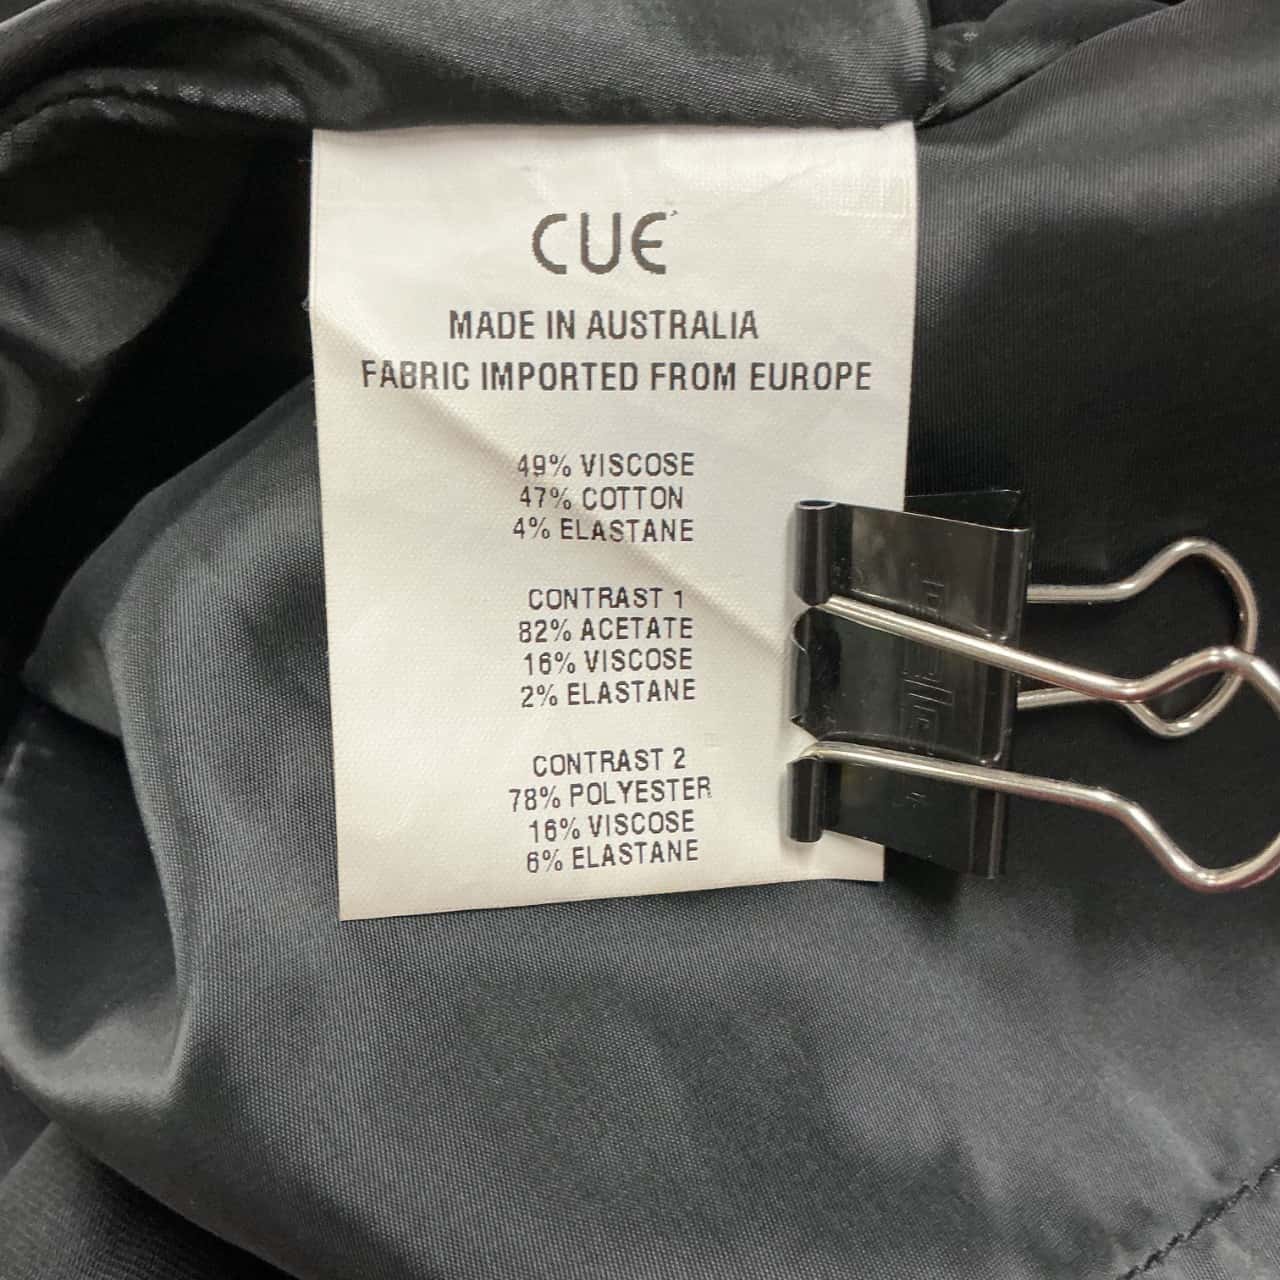 CUE
MADE IN AUSTRALIA
FABRIC IMPORTED FROM EUROPE
49% VISCOSE
47% COTTON
4% ELASTANE
CONTRAST 1
82% ACETATE
16% VISCOSE
2% ELASTANE
CONTRAST 2
78% POLYESTER
16% VISCOSE
6% ELASTANE